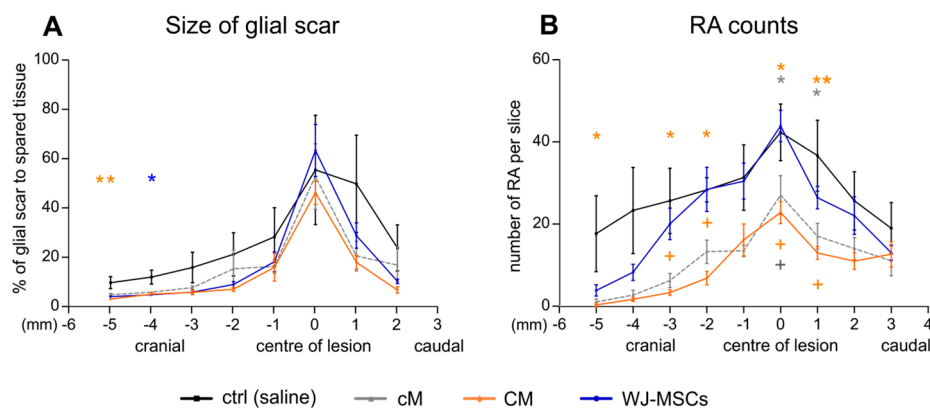 A Size of glial scar
% of glial scar to spared tissue
100
80
60
40
20
0
** *
(mm) -6 -5 -4 -3 -2 -1 0 1 2 3
cranial centre of lesion caudal
B RA counts
number of RA per slice
60
40
20
0
*
* **
* *
* * *
+
+ +
+ +
(mm) -6 -5 -4 -3 -2 -1 0 1 2 3 4
cranial centre of lesion caudal
ctrl (saline) cM CM WJ-MSCs